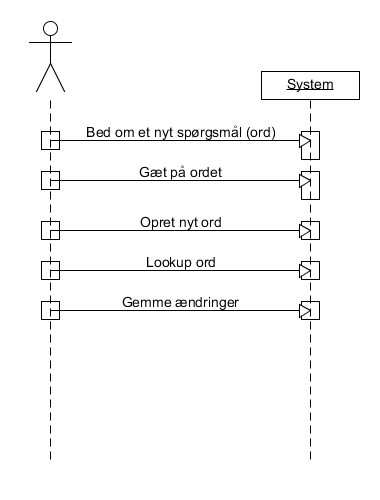 System
Bed om et nyt spørgsmål (ord)
Gæt på ordet
Opret nyt ord
Lookup ord
Gemme ændringer